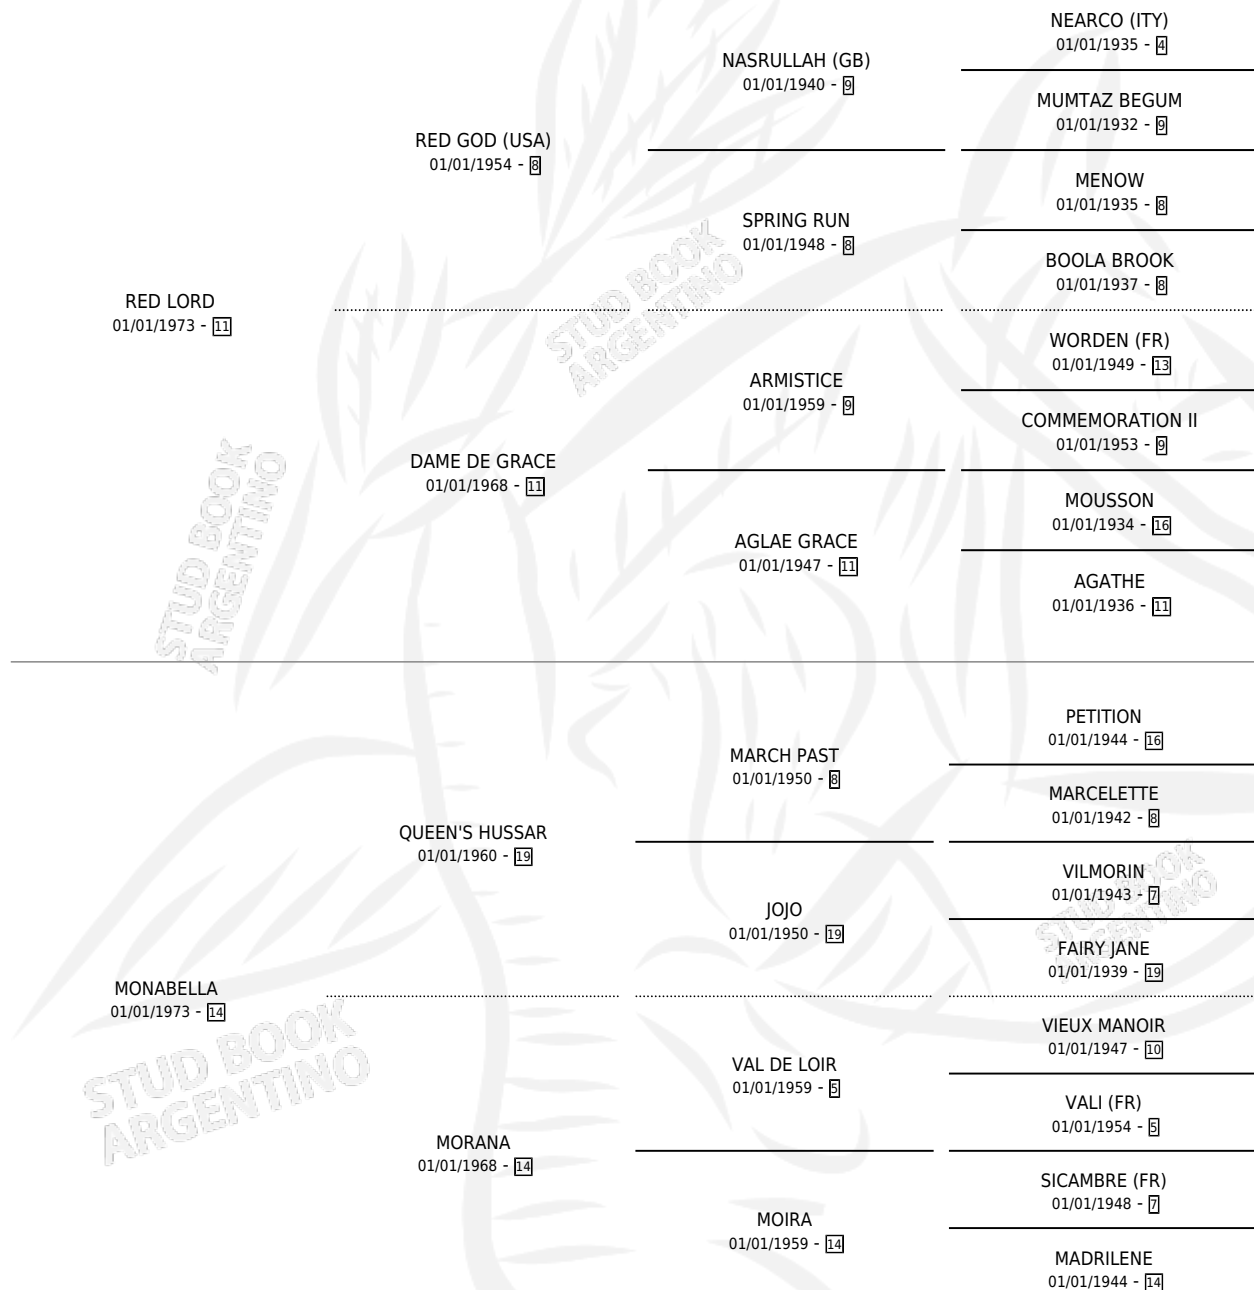 NEARCO (ITY)
01/01/1935 - 4
NASRULLAH (GB)
01/01/1940 - 9
MUMTAZ BEGUM
01/01/1932 - 9
RED GOD (USA)
01/01/1954 - 8
MENOW
01/01/1935 - 8
SPRING RUN
01/01/1948 - 8
BOOLA BROOK
01/01/1937 - 8
RED LORD
01/01/1973 - 11
WORDEN (FR)
01/01/1949 - 13
ARMISTICE
01/01/1959 - 9
COMMEMORATION II
01/01/1953 - 9
DAME DE GRACE
01/01/1968 - 11
MOUSSON
01/01/1934 - 16
AGLAE GRACE
01/01/1947 - 11
AGATHE
01/01/1936 - 11
PETITION
01/01/1944 - 16
MARCH PAST
01/01/1950 - 8
MARCELETTE
01/01/1942 - 8
QUEEN'S HUSSAR
01/01/1960 - 19
VILMORIN
01/01/1943 - 7
JOJO
01/01/1950 - 19
FAIRY JANE
01/01/1939 - 19
MONABELLA
01/01/1973 - 14
VIEUX MANOIR
01/01/1947 - 10
VAL DE LOIR
01/01/1959 - 5
VALI (FR)
01/01/1954 - 5
MORANA
01/01/1968 - 14
SICAMBRE (FR)
01/01/1948 - 7
MOIRA
01/01/1959 - 14
MADRILENE
01/01/1944 - 14
STUD BOOK
ARGENTINO
STUD BOOK
ARGENTINO
STUD BOOK
ARGENTINO
STUD BOOK
ARGENTINO